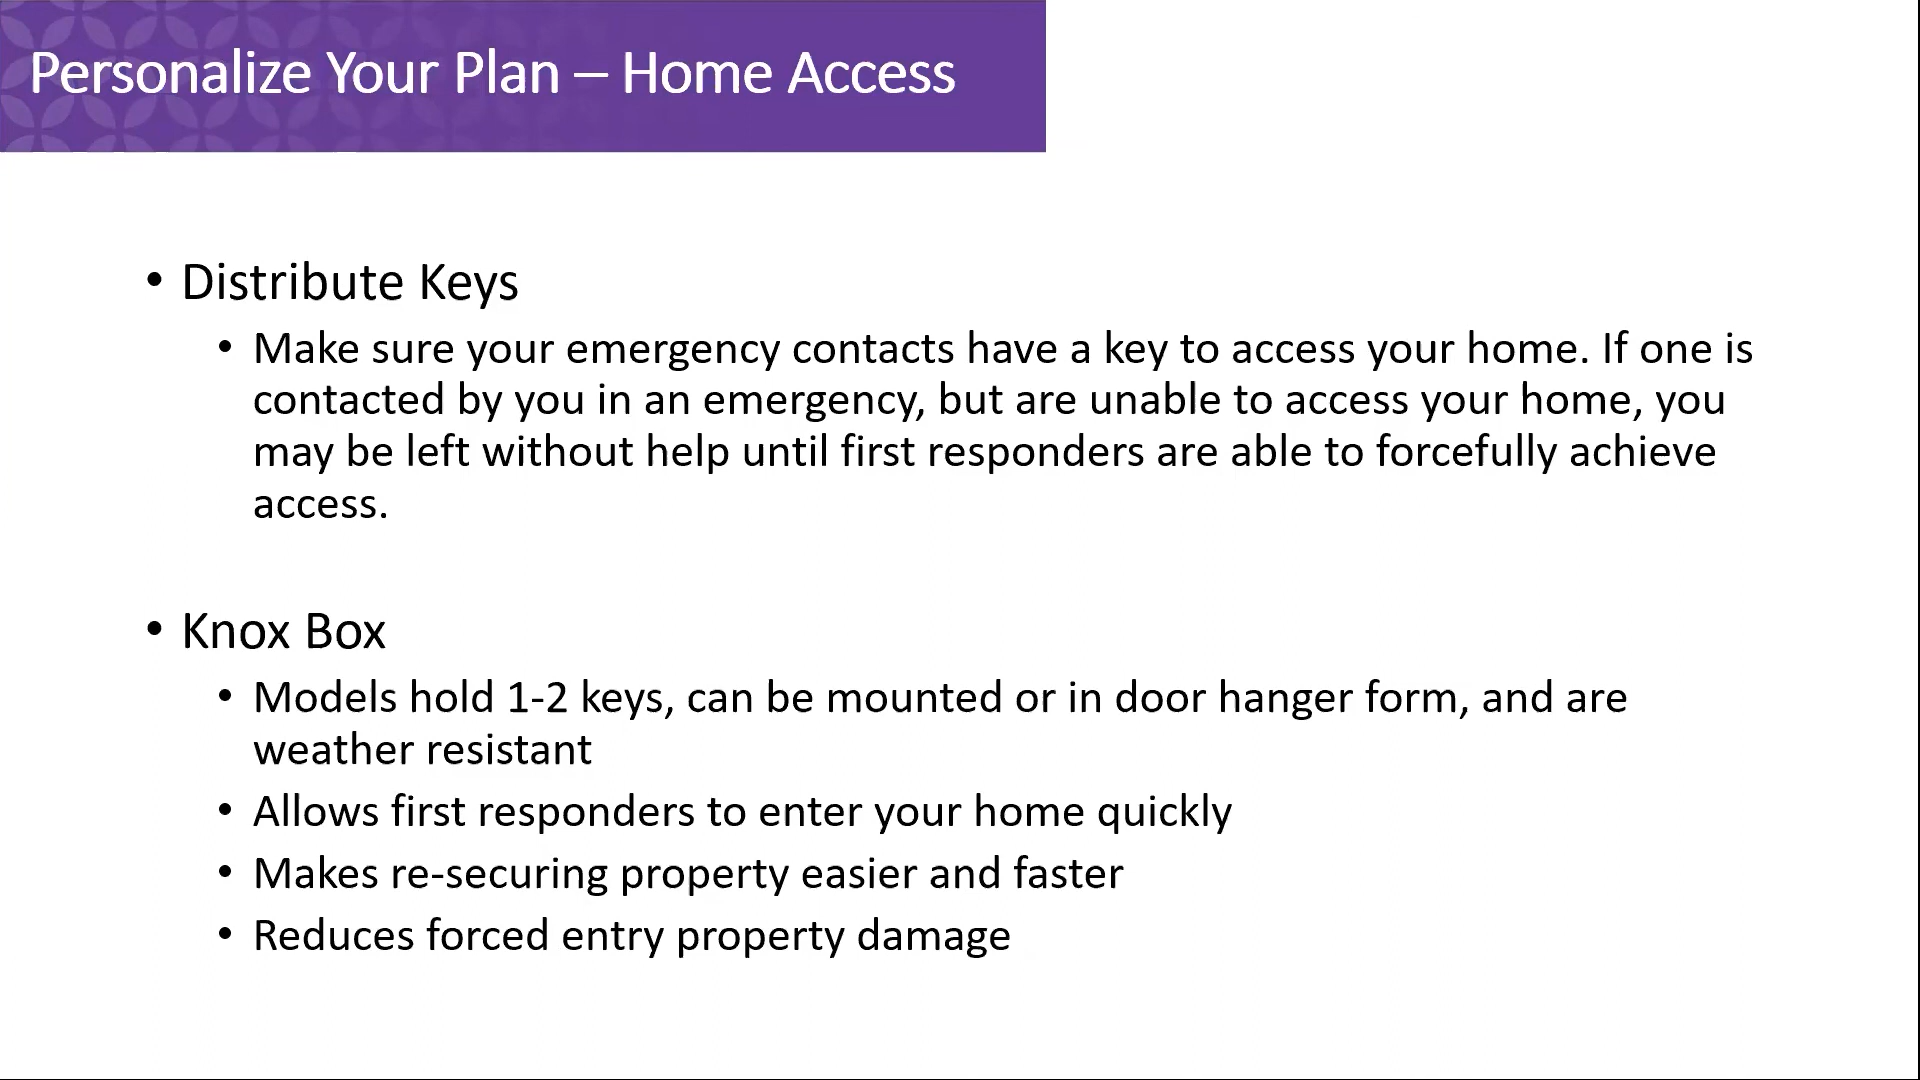 Personalize Your Plan – Home Access
• Distribute Keys
• Make sure your emergency contacts have a key to access your home. If one is
contacted by you in an emergency, but are unable to access your home, you
may be left without help until first responders are able to forcefully achieve
access.
• Knox Box
• Models hold 1-2 keys, can be mounted or in door hanger form, and are
weather resistant
• Allows first responders to enter your home quickly
• Makes re-securing property easier and faster
• Reduces forced entry property damage